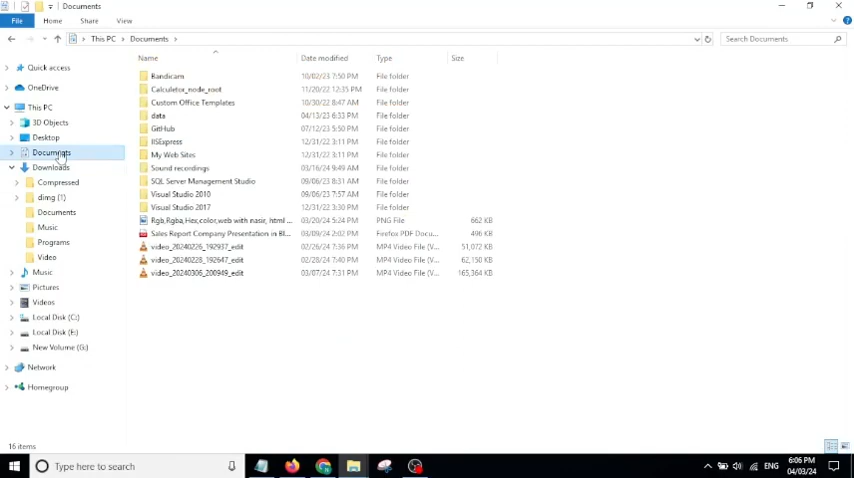 Documents
File Home Share View
This PC Documents Search Documents
Name Date modified Type Size
Quick access
OneDrive
This PC
3D Objects
Desktop
Documents
Downloads
Compressed
dimg (1)
Documents
Music
Programs
Video
Music
Pictures
Videos
Local Disk (C:)
Local Disk (E:)
New Volume (G:)
Network
Homegroup
Bandicam 10/02/23 7:50 PM File folder
Calculetor_node_root 11/20/22 12:35 PM File folder
Custom Office Templates 10/30/22 8:47 AM File folder
data 04/13/23 6:33 PM File folder
GitHub 07/12/23 5:50 PM File folder
IISExpress 12/31/22 3:11 PM File folder
My Web Sites 12/31/22 3:11 PM File folder
Sound recordings 03/16/24 9:49 AM File folder
SQL Server Management Studio 09/06/23 8:31 AM File folder
Visual Studio 2010 09/06/23 7:57 AM File folder
Visual Studio 2017 12/31/22 3:11 PM File folder
Rgb,Rgba,Hex,color,web with nasir, html ... 03/20/24 5:24 PM PNG File 662 KB
Sales Report Company Presentation in Bl... 03/09/24 2:02 PM Firefox PDF Docu... 496 KB
video_20240226_192937_edit 02/26/24 7:36 PM MP4 Video File (V... 51,072 KB
video_20240228_192647_edit 02/28/24 7:40 PM MP4 Video File (V... 62,150 KB
video_20240306_200949_edit 03/07/24 7:31 PM MP4 Video File (V... 165,364 KB
16 items
Type here to search ENG 6:06 PM
04/03/24